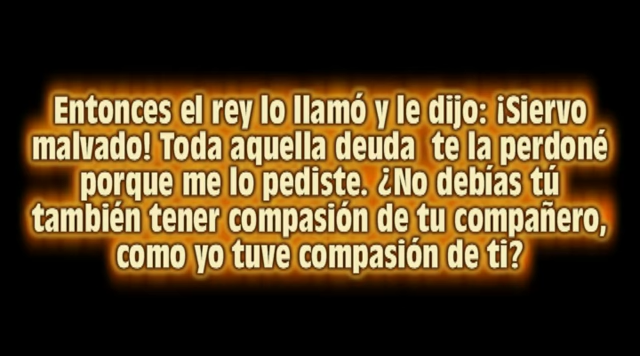 Entonces el rey lo llamó y le dijo: ¡Siervo
malvado! Toda aquella deuda  te la perdoné
porque me lo pediste. ¿No debías tú
también tener compasión de tu compañero,
como yo tuve compasión de ti?